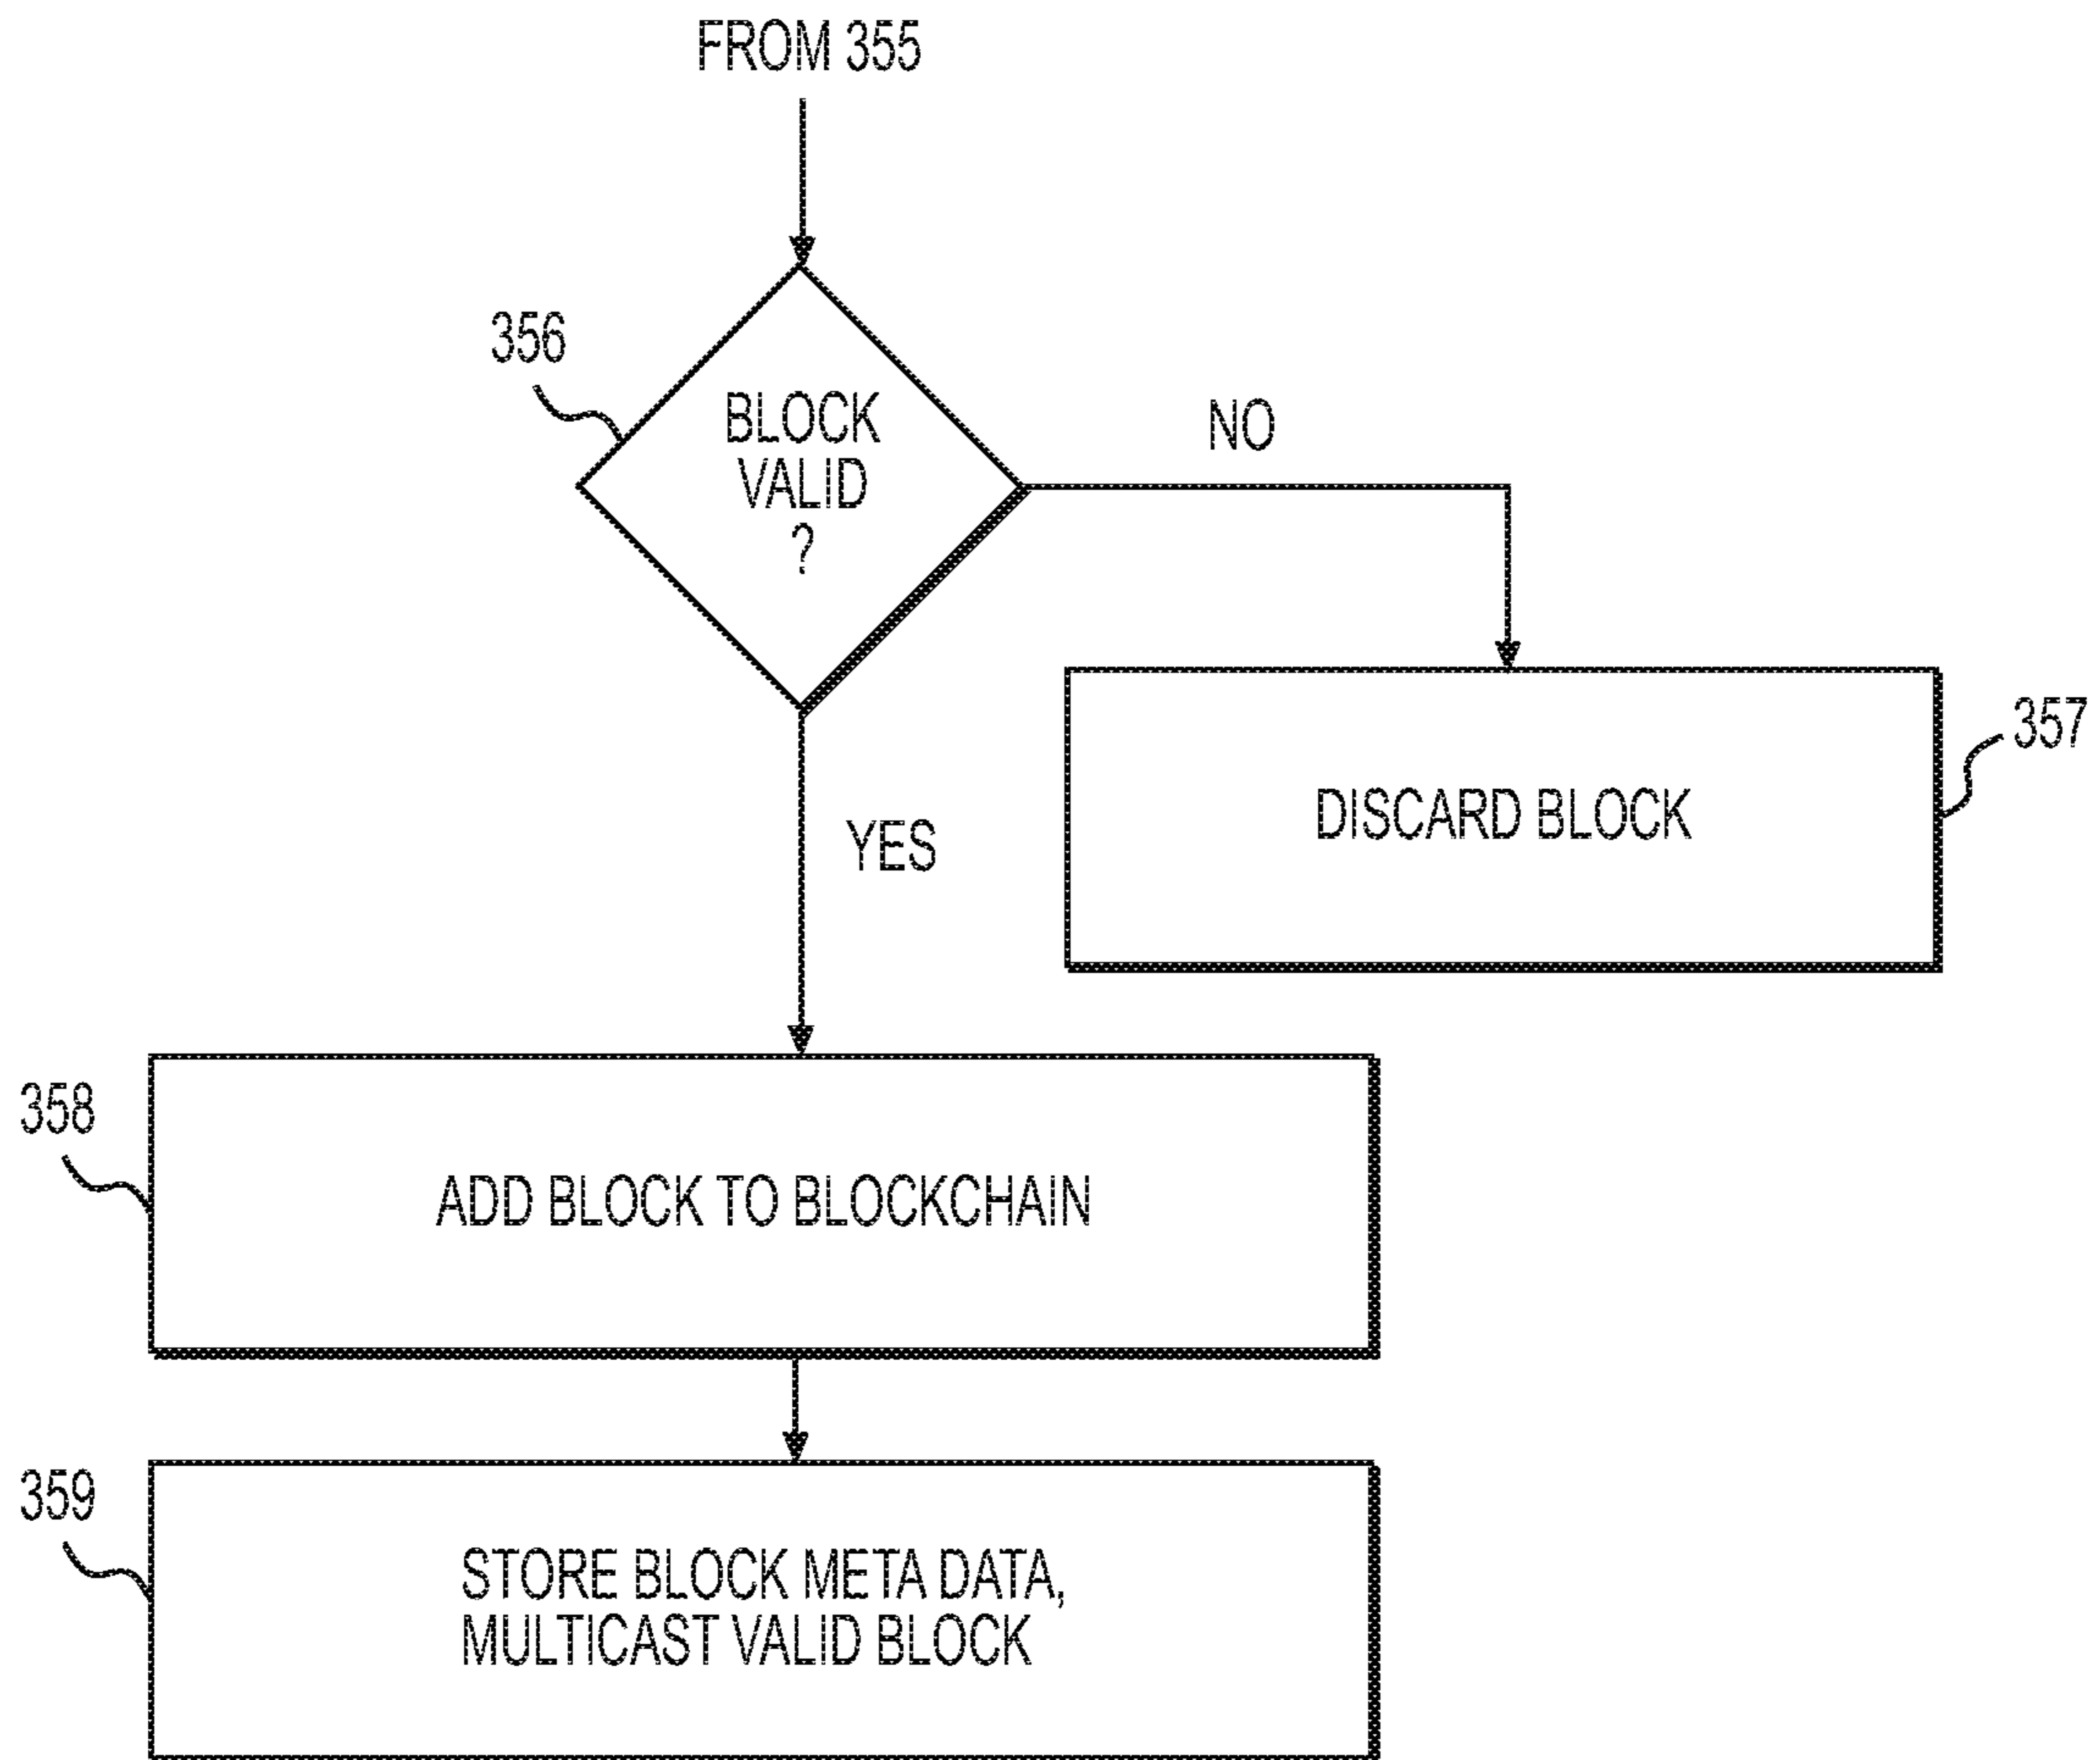 FROM 355
356
BLOCK
VALID
?
NO
357
DISCARD BLOCK
YES
358
ADD BLOCK TO BLOCKCHAIN
359
STORE BLOCK META DATA,
MULTICAST VALID BLOCK